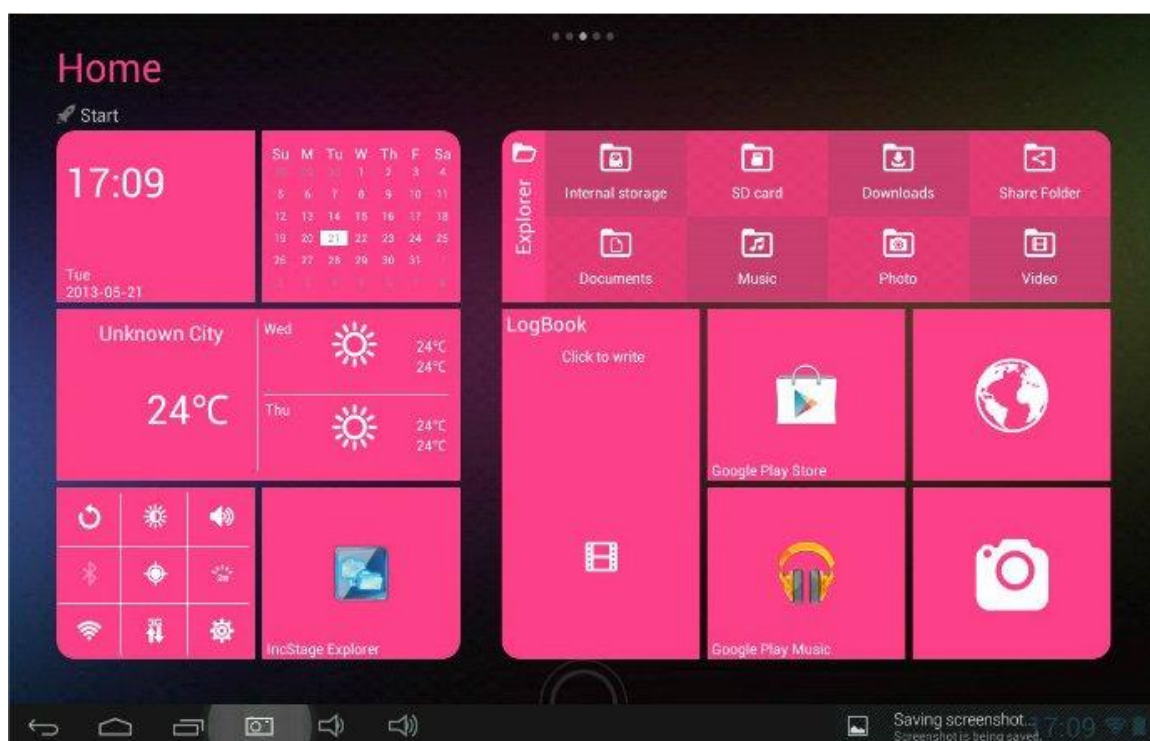 Home
Start
17:09
Tue
2013-05-21
Su M Tu W Th F Sa
1 2 3 4
5 6 7 8 9 10 11
12 13 14 15 16 17 18
19 20 21 22 23 24 25
26 27 28 29 30 31
Explorer
Internal storage
SD card
Downloads
Share Folder
Documents
Music
Photo
Video
Unknown City
24°C
Wed
24°C
24°C
Thu
24°C
24°C
LogBook
Click to write
Google Play Store
2m
3G
IncStage Explorer
Google Play Music
Saving screenshot...
Screenshot is being saved.
17:09